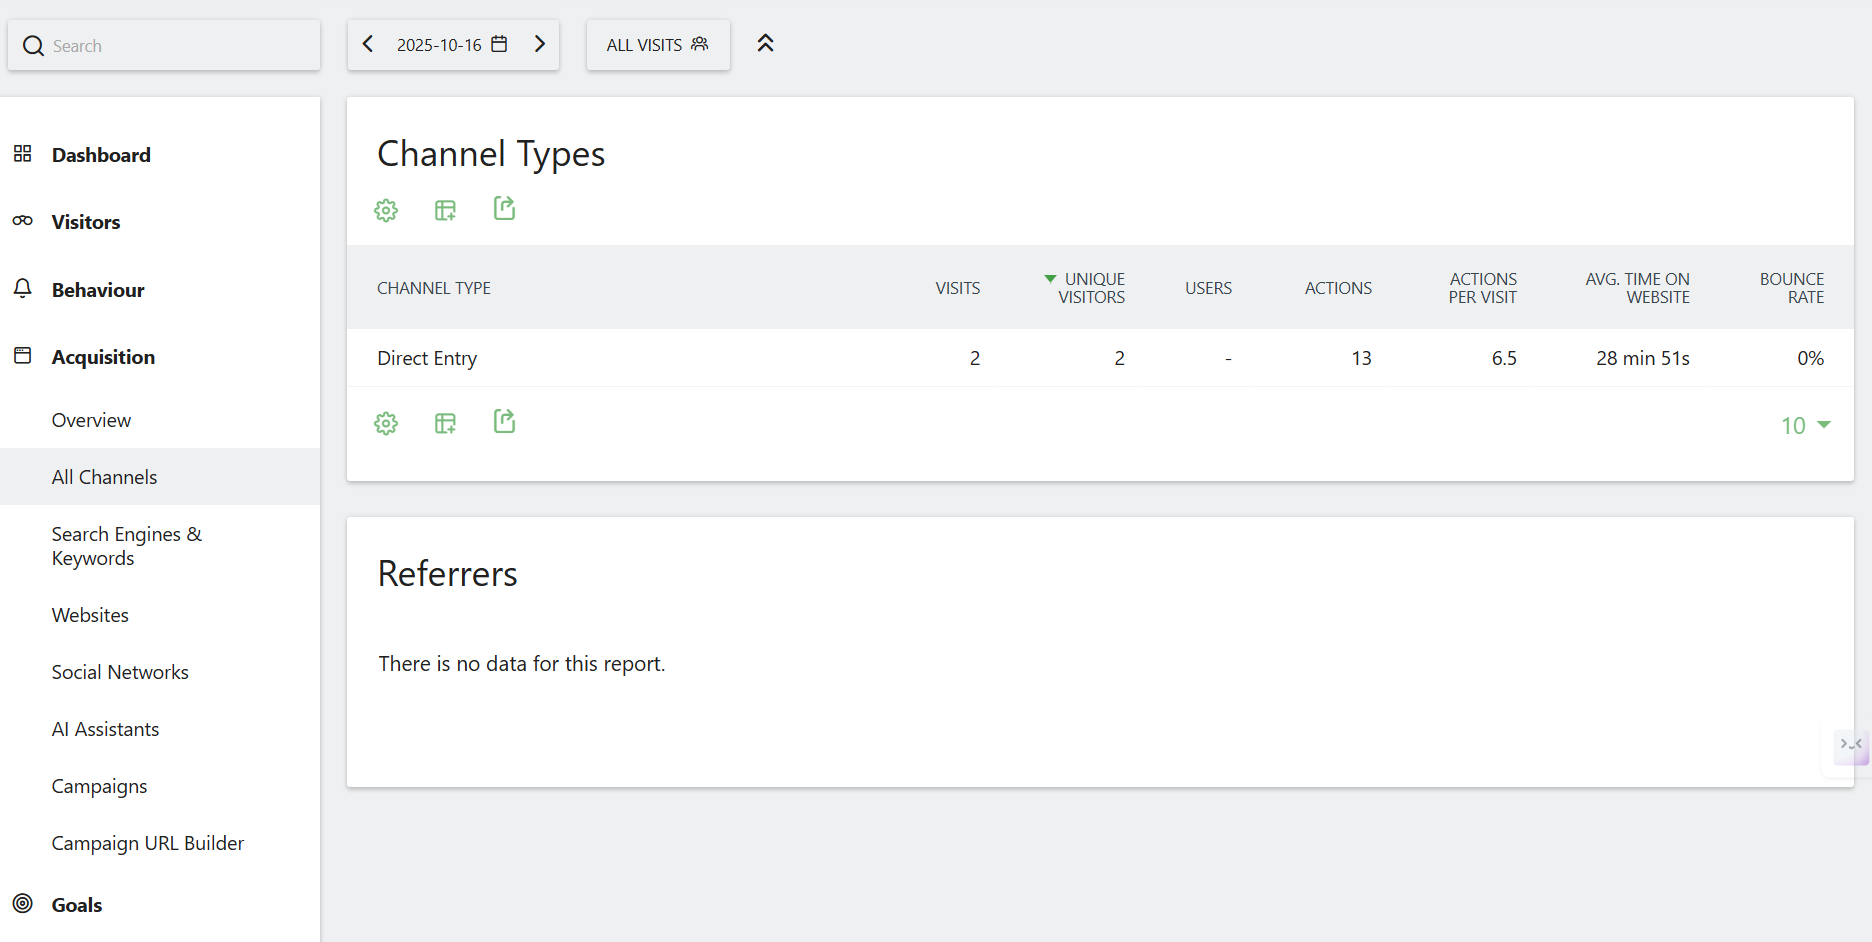 Search
2025-10-16
ALL VISITS
Dashboard
Visitors
Behaviour
Acquisition
Overview
All Channels
Search Engines &
Keywords
Websites
Social Networks
AI Assistants
Campaigns
Campaign URL Builder
Goals
Channel Types
CHANNEL TYPE VISITS UNIQUE VISITORS USERS ACTIONS ACTIONS PER VISIT AVG. TIME ON WEBSITE BOUNCE RATE
Direct Entry 2 2 - 13 6.5 28 min 51s 0%
10
Referrers
There is no data for this report.